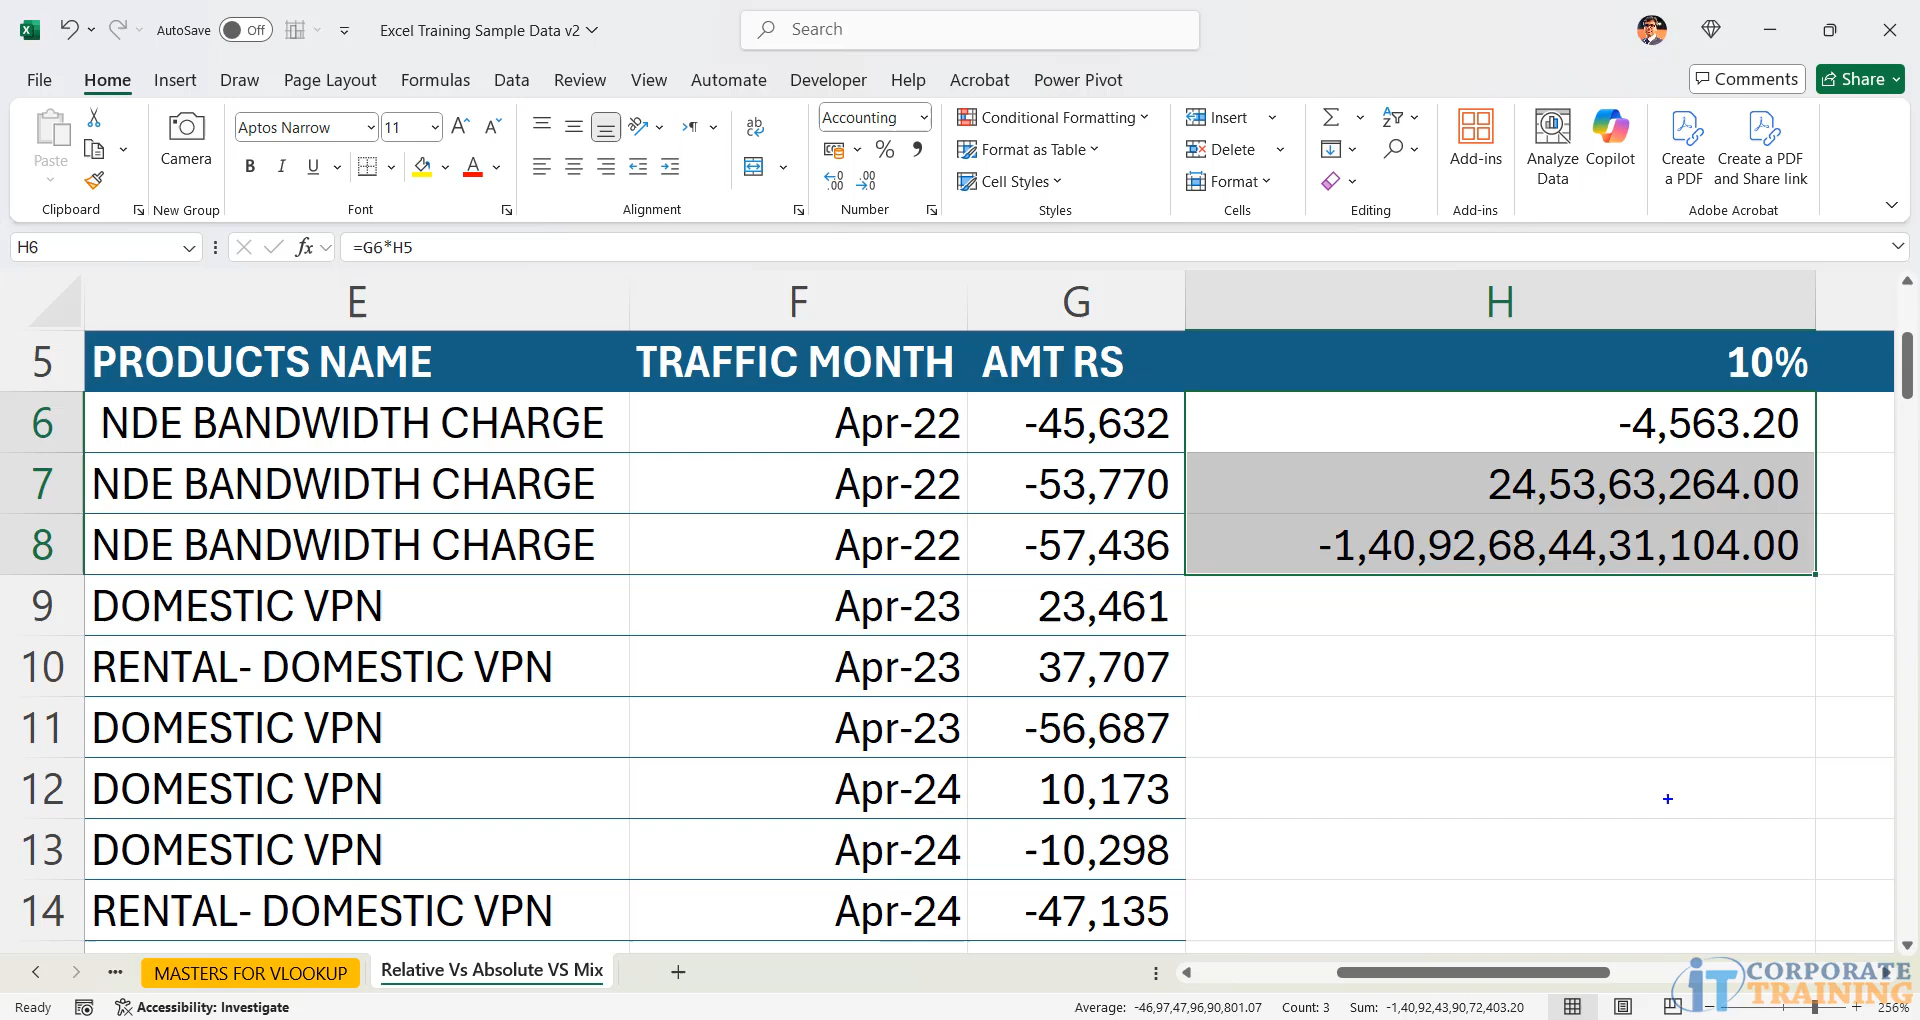 AutoSave Off Excel Training Sample Data v2 Search
File Home Insert Draw Page Layout Formulas Data Review View Automate Developer Help Acrobat Power Pivot Comments Share
Paste
Clipboard
Camera
New Group
Aptos Narrow 11
B I U A
Font
ab
Alignment
Accounting
% 9
.00 .00
Number
Conditional Formatting
Format as Table
Cell Styles
Styles
Insert
Delete
Format
Cells
Editing
Add-ins
Add-ins
Analyze Data
Copilot
Create a PDF
Create a PDF and Share link
Adobe Acrobat
H6 fx =G6*H5
E F G H
5 PRODUCTS NAME TRAFFIC MONTH AMT RS 10%
6 NDE BANDWIDTH CHARGE Apr-22 -45,632 -4,563.20
7 NDE BANDWIDTH CHARGE Apr-22 -53,770 24,53,63,264.00
8 NDE BANDWIDTH CHARGE Apr-22 -57,436 -1,40,92,68,44,31,104.00
9 DOMESTIC VPN Apr-23 23,461
10 RENTAL- DOMESTIC VPN Apr-23 37,707
11 DOMESTIC VPN Apr-23 -56,687
12 DOMESTIC VPN Apr-24 10,173
13 DOMESTIC VPN Apr-24 -10,298
14 RENTAL- DOMESTIC VPN Apr-24 -47,135
MASTERS FOR VLOOKUP Relative Vs Absolute VS Mix
iT CORPORATE TRAINING
Ready Accessibility: Investigate Average: -46,97,47,96,90,801.07 Count: 3 Sum: -1,40,92,43,90,72,403.20 256%